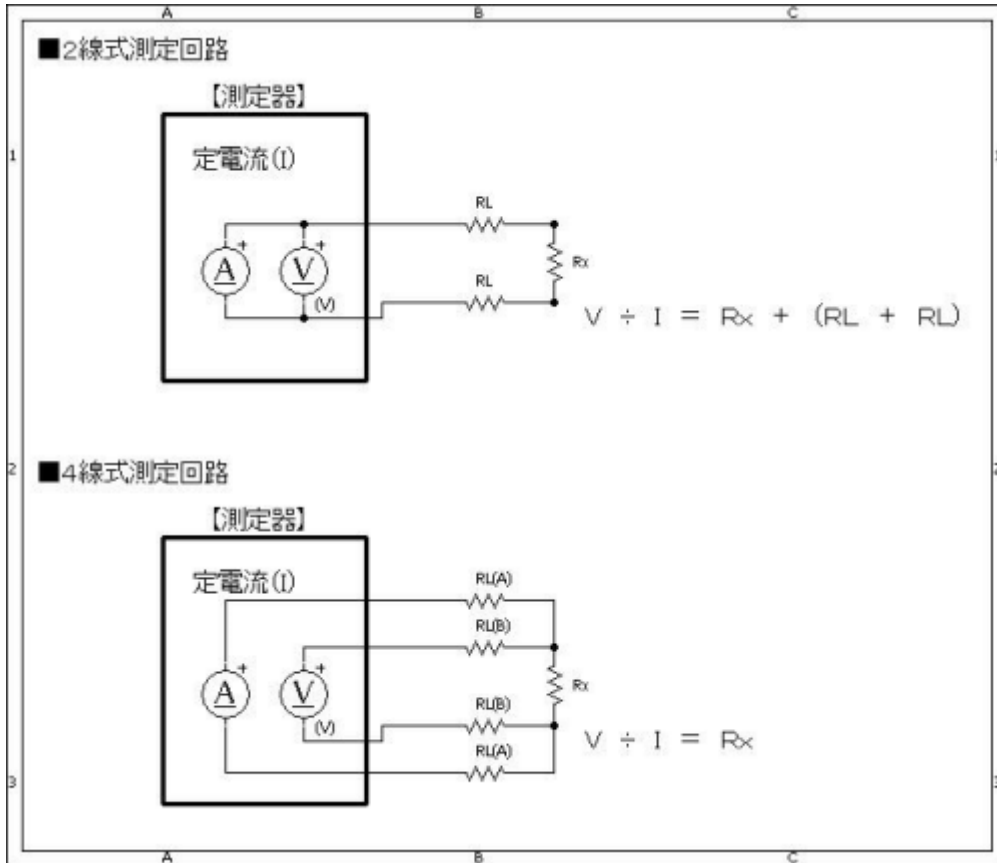 A B C
■2線式測定回路
【測定器】
1 1
定電流(I)
RL
+ +
A V
Rx
RL
(V)
V ÷ I = Rx + (RL + RL)
2 2
■4線式測定回路
【測定器】
定電流(I)
RL(A)
RL(B)
+ +
A V
Rx
RL(B)
(V)
V ÷ I = Rx
RL(A)
3 3
A B C